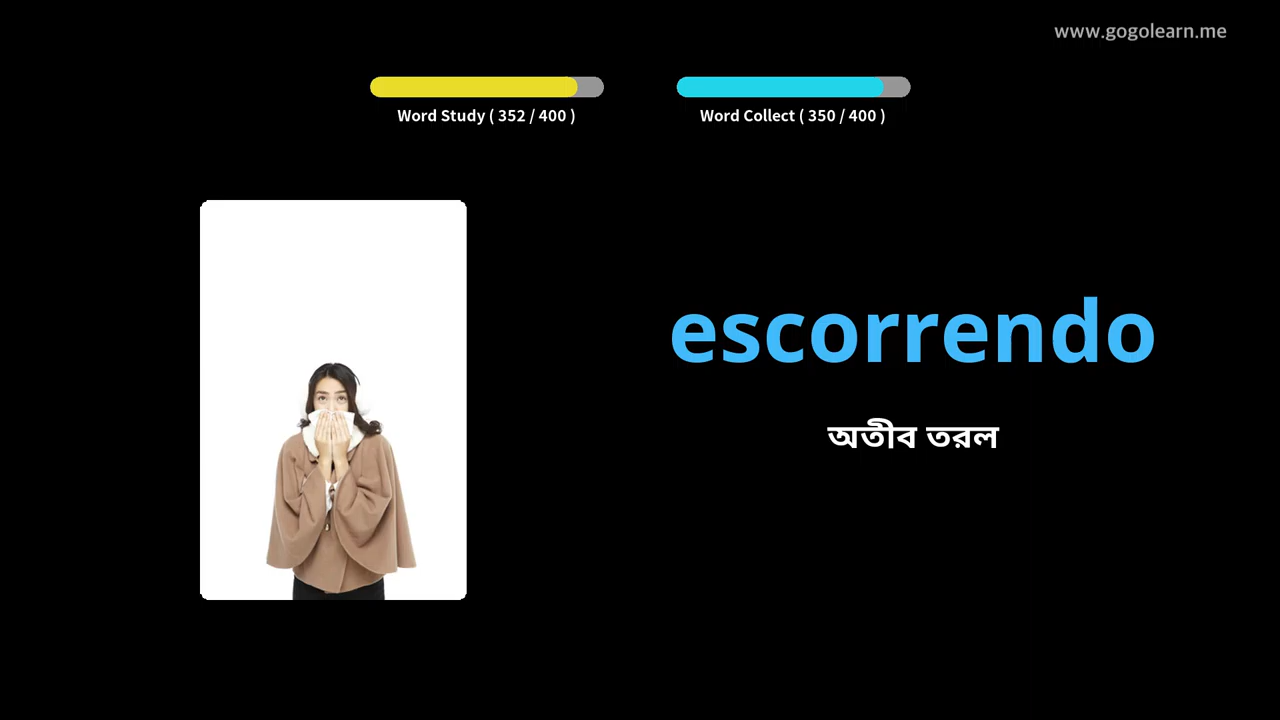 www.gogolearn.me
Word Study ( 352 / 400 )
Word Collect ( 350 / 400 )
escorrendo
অতীব তরল